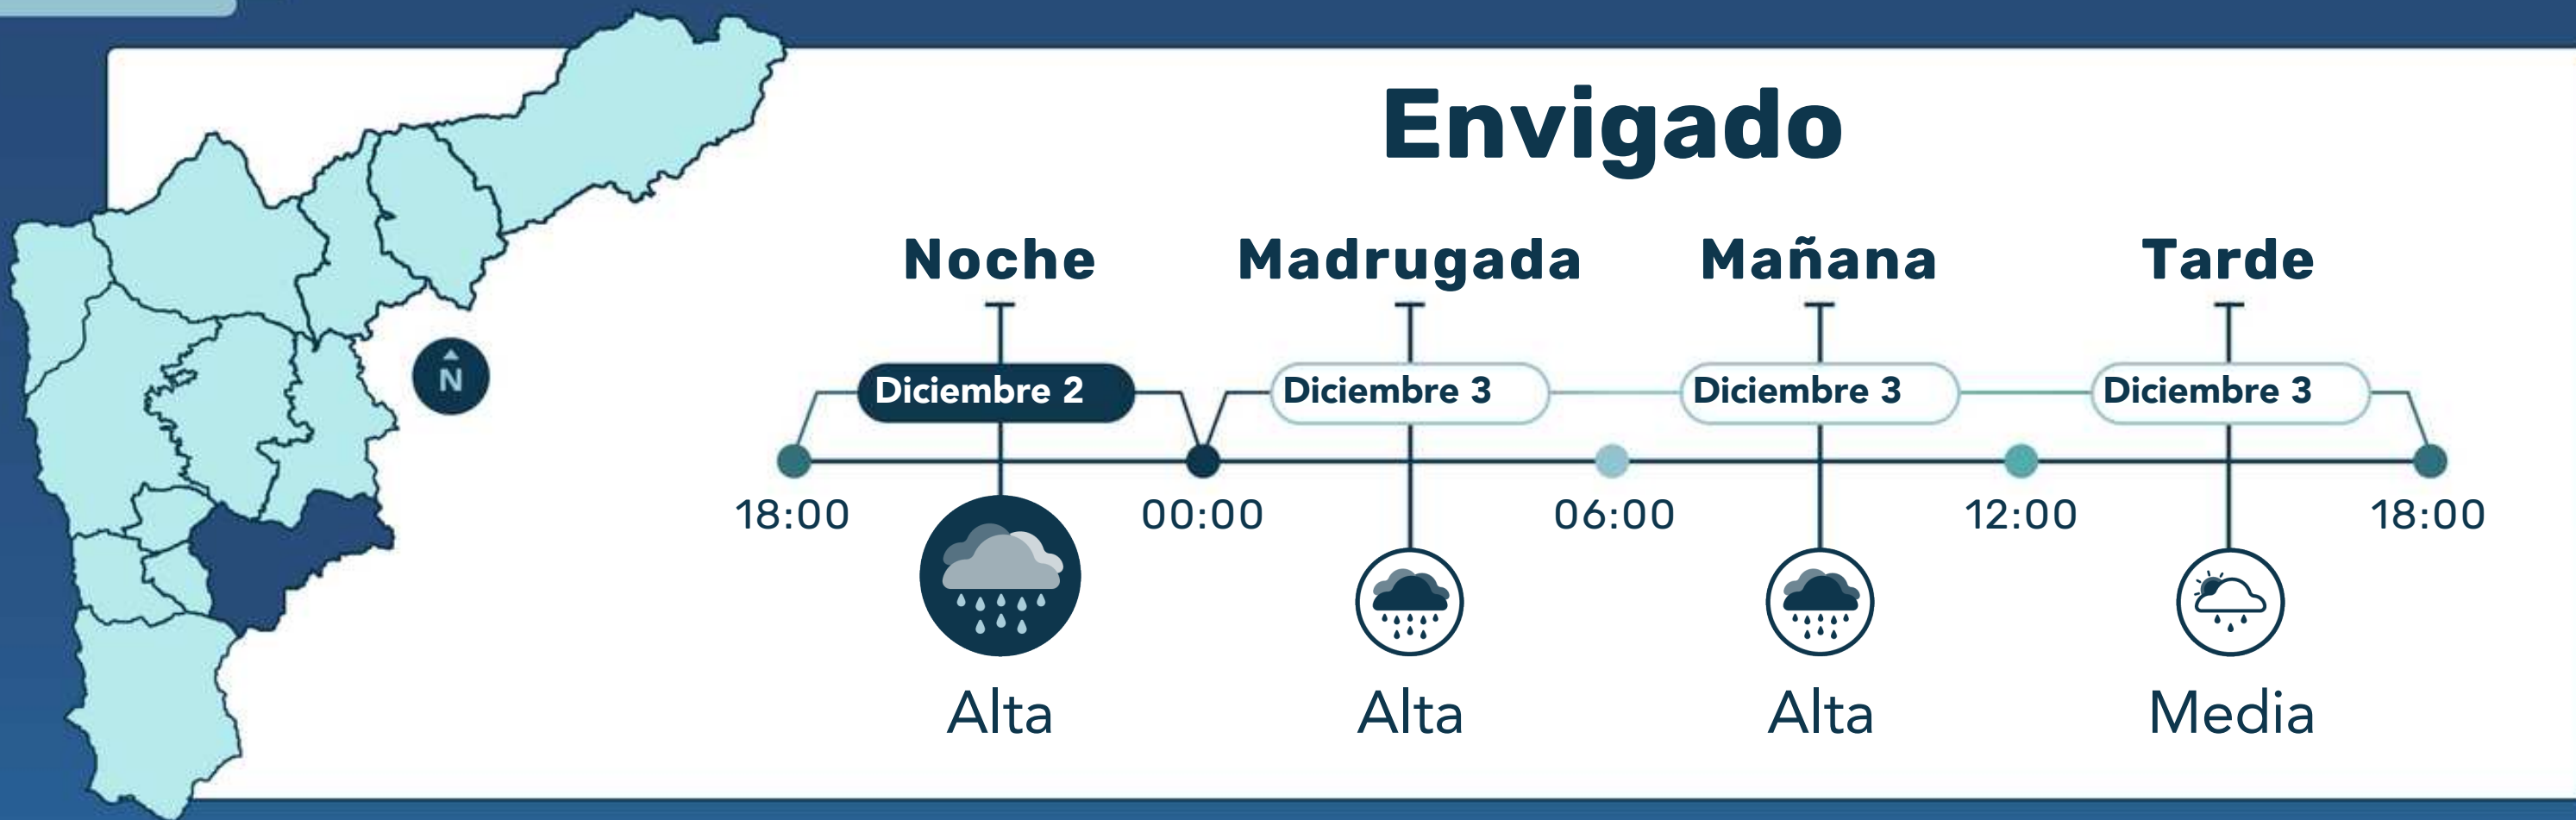 Envigado
Noche
Madrugada
Mañana
Tarde
Diciembre 2
Diciembre 3
Diciembre 3
Diciembre 3
N
18:00
00:00
06:00
12:00
18:00
Alta
Alta
Alta
Media